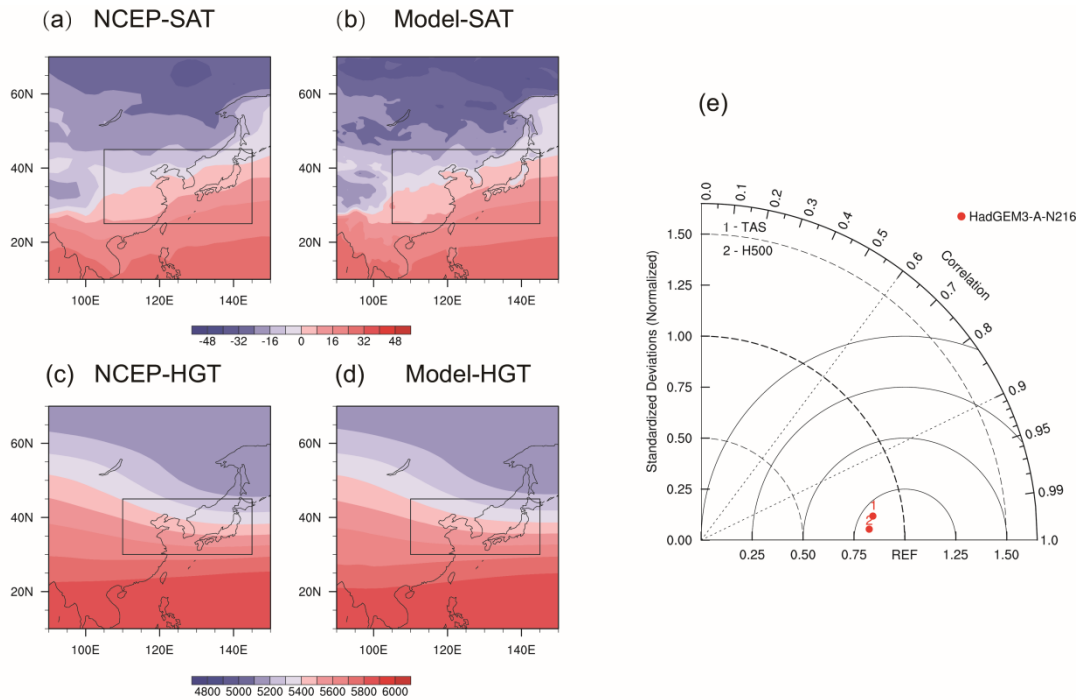 (a) NCEP-SAT
(b) Model-SAT
60N
40N
20N
100E 120E 140E
60N
40N
20N
100E 120E 140E
-48 -32 -16 0 16 32 48
(c) NCEP-HGT
(d) Model-HGT
60N
40N
20N
100E 120E 140E
60N
40N
20N
100E 120E 140E
4800 5000 5200 5400 5600 5800 6000
(e)
HadGEM3-A-N216
1 - TAS
2 - H500
Standardized Deviations (Normalized)
1.50
1.25
1.00
0.75
0.50
0.25
0.00
0.25 0.50 0.75 REF 1.25 1.50
0.0 0.1 0.2 0.3 0.4 0.5 0.6 0.7 0.8 0.9 0.95 0.99 1.0
Correlation
1
2